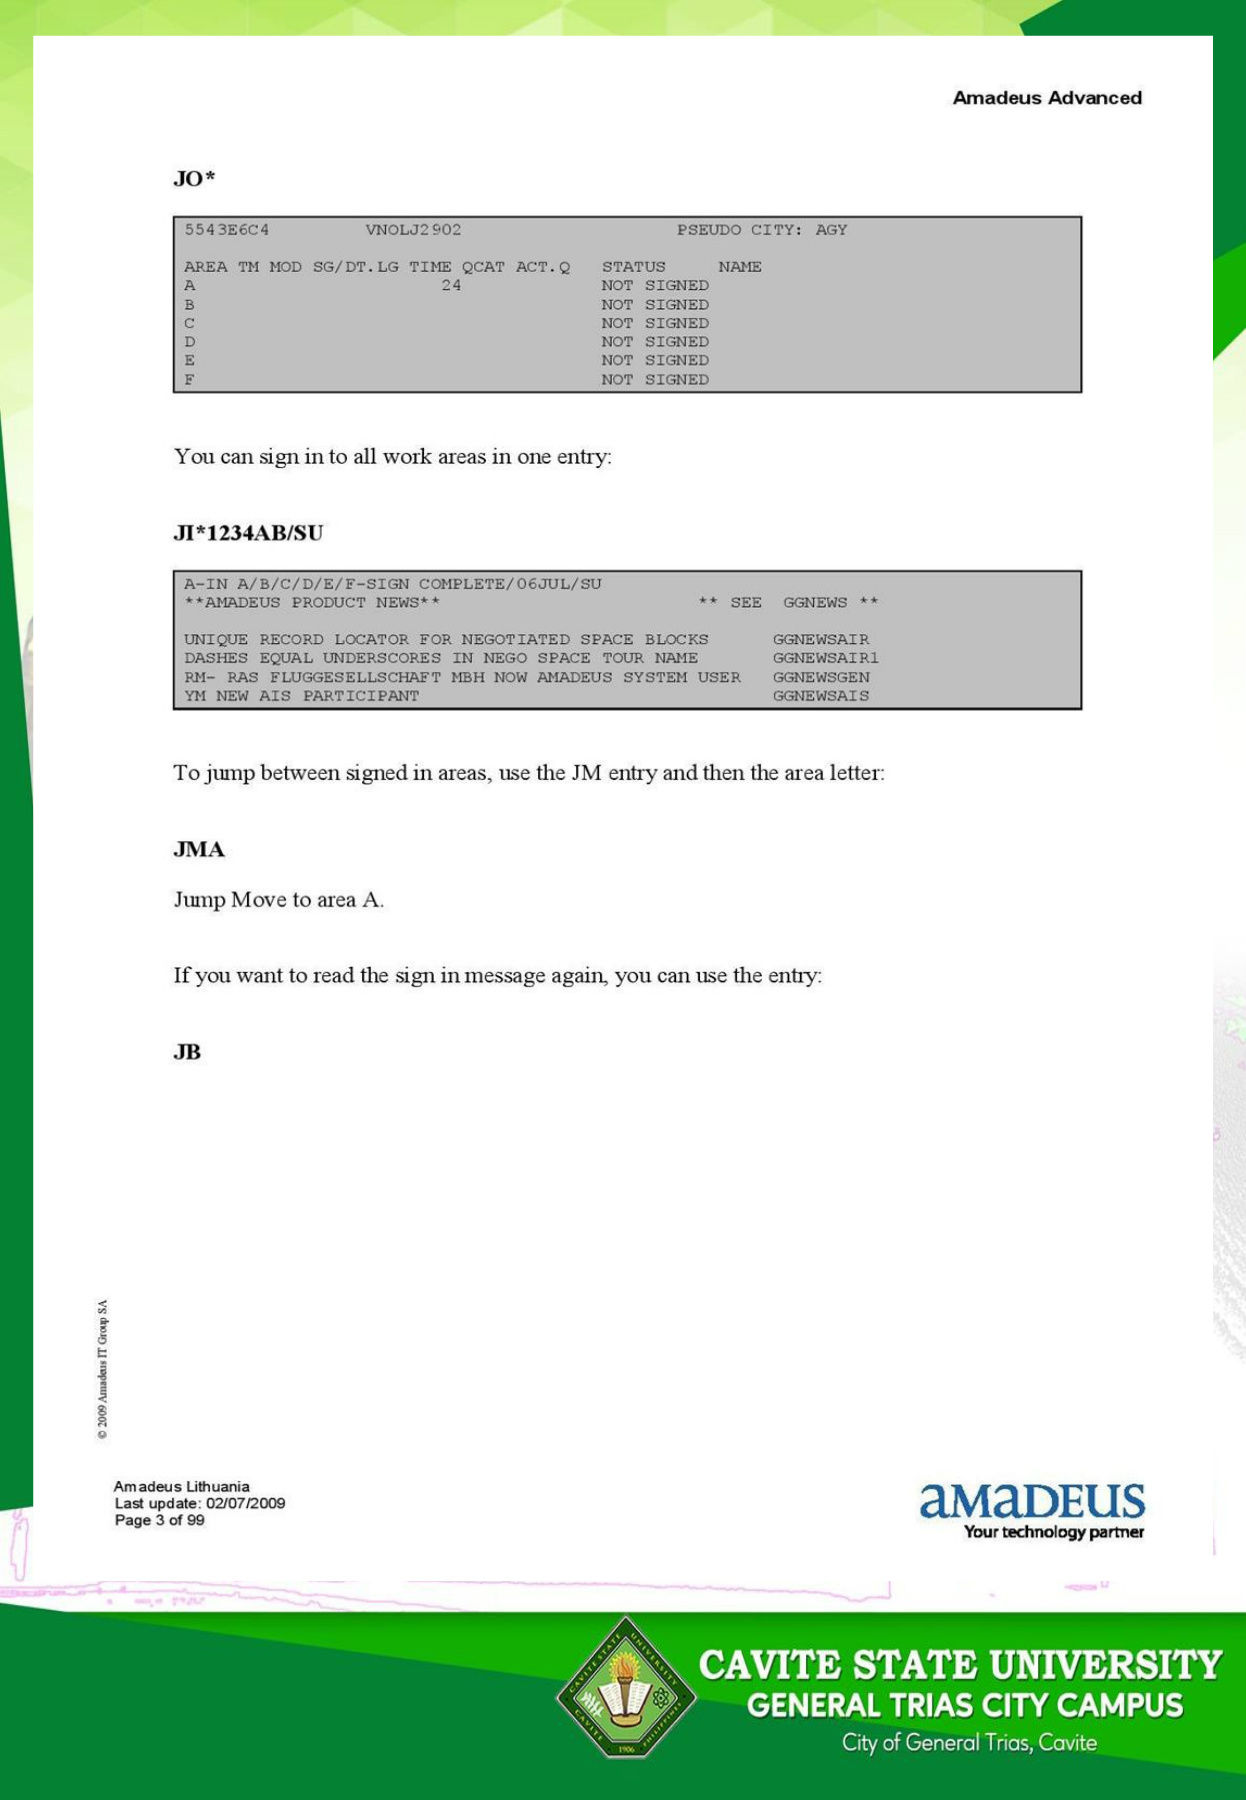 Amadeus Advanced
JO*
5543E6C4 VNOLJ2902 PSEUDO CITY: AGY
AREA TM MOD SG/DT.LG TIME QCAT ACT.Q STATUS NAME
A 24 NOT SIGNED
B NOT SIGNED
C NOT SIGNED
D NOT SIGNED
E NOT SIGNED
F NOT SIGNED
You can sign in to all work areas in one entry:
JI*1234AB/SU
A-IN A/B/C/D/E/F-SIGN COMPLETE/06JUL/SU
**AMADEUS PRODUCT NEWS** ** SEE GGNEWS **
UNIQUE RECORD LOCATOR FOR NEGOTIATED SPACE BLOCKS GGNEWSAIR
DASHES EQUAL UNDERSCORES IN NEGO SPACE TOUR NAME GGNEWSAIR1
RM- RAS FLUGGESELLSCHAFT MBH NOW AMADEUS SYSTEM USER GGNEWSGEN
YM NEW AIS PARTICIPANT GGNEWSAIS
To jump between signed in areas, use the JM entry and then the area letter:
JMA
Jump Move to area A.
If you want to read the sign in message again, you can use the entry:
JB
© 2009 Amadeus IT Group SA
Amadeus Lithuania
Last update: 02/07/2009
Page 3 of 99
amadeus
Your technology partner
CAVITE STATE UNIVERSITY
CAVITE PHILIPPINES
1906
CAVITE STATE UNIVERSITY
GENERAL TRIAS CITY CAMPUS
City of General Trias, Cavite